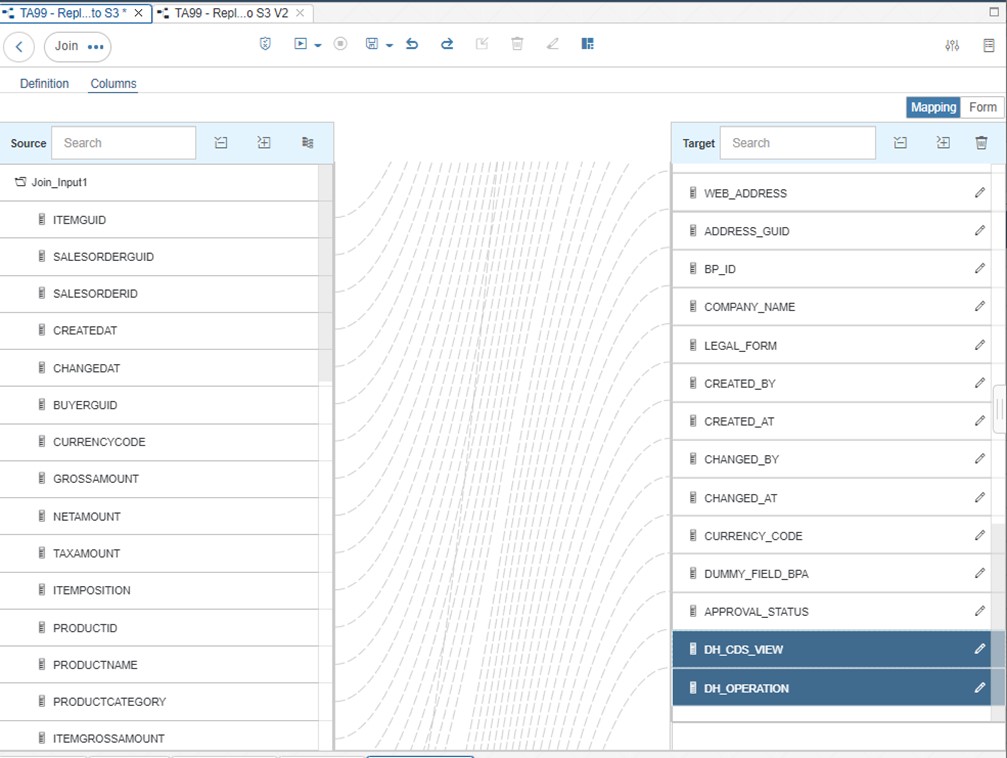 TA99 - Repl...to S3 *
TA99 - Repl...o S3 V2
Join
Definition
Columns
Mapping
Form
Source
Search
Join_Input1
ITEMGUID
SALESORDERGUID
SALESORDERID
CREATEDAT
CHANGEDAT
BUYERGUID
CURRENCYCODE
GROSSAMOUNT
NETAMOUNT
TAXAMOUNT
ITEMPOSITION
PRODUCTID
PRODUCTNAME
PRODUCTCATEGORY
ITEMGROSSAMOUNT
Target
Search
WEB_ADDRESS
ADDRESS_GUID
BP_ID
COMPANY_NAME
LEGAL_FORM
CREATED_BY
CREATED_AT
CHANGED_BY
CHANGED_AT
CURRENCY_CODE
DUMMY_FIELD_BPA
APPROVAL_STATUS
DH_CDS_VIEW
DH_OPERATION